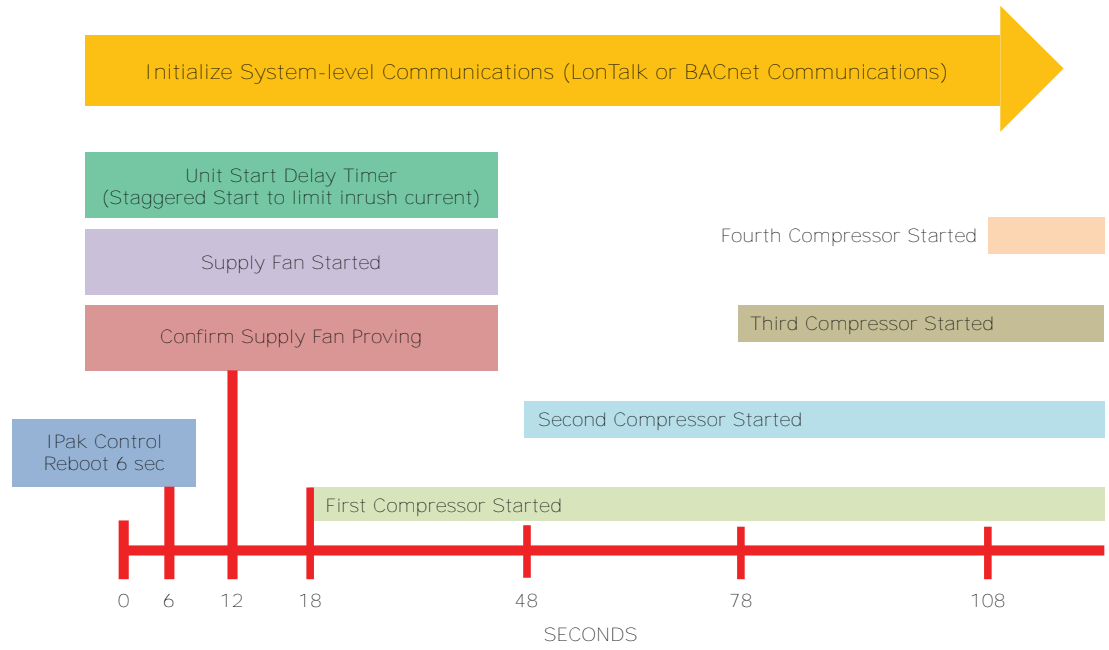 Initialize System-level Communications (LonTalk or BACnet Communications)
Unit Start Delay Timer
(Staggered Start to limit inrush current)
Supply Fan Started
Fourth Compressor Started
Confirm Supply Fan Proving
Third Compressor Started
Second Compressor Started
IPak Control
Reboot 6 sec
First Compressor Started
0 6 12 18 48 78 108
SECONDS